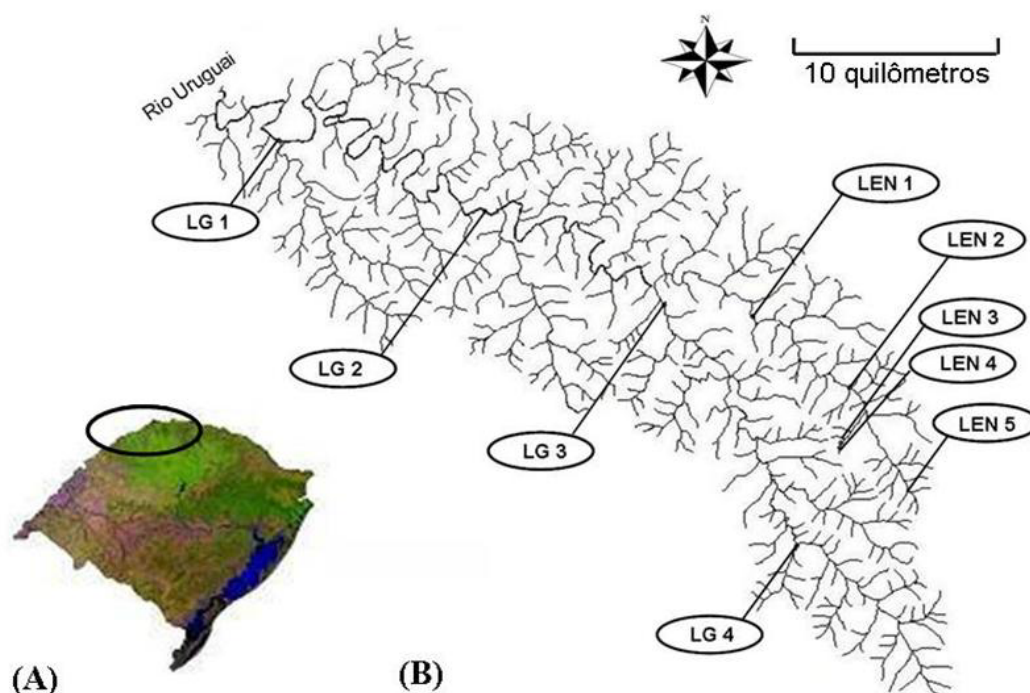 N
10 quilômetros
Rio Uruguai
LG 1
LEN 1
LEN 2
LEN 3
LG 2
LEN 4
LEN 5
LG 3
LG 4
(A)
(B)